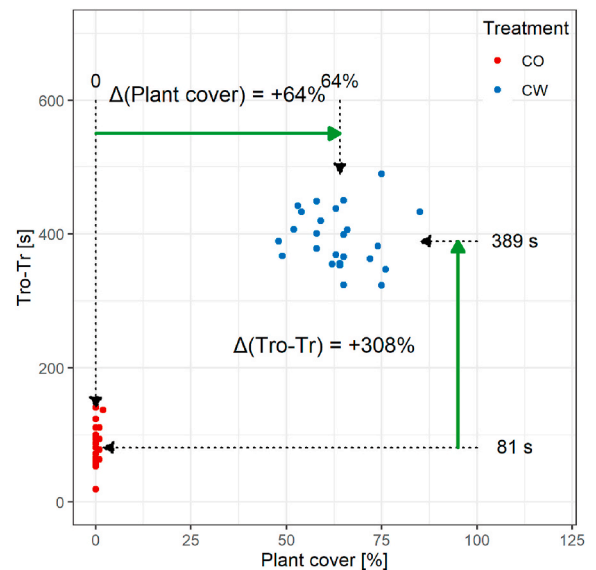 Treatment
CO
CW
0
64%
Δ(Plant cover) = +64%
600
400
200
0
Tro-Tr [s]
389 s
Δ(Tro-Tr) = +308%
81 s
0
25
50
75
100
125
Plant cover [%]